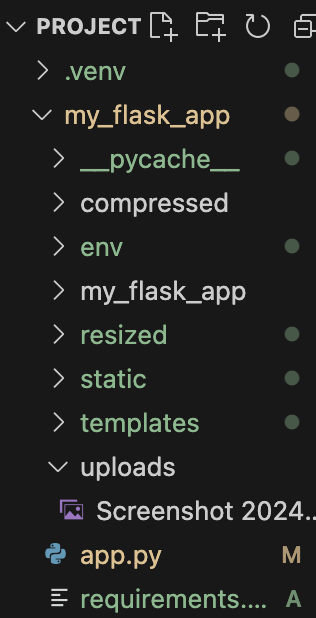 PROJECT
.venv
my_flask_app
__pycache__
compressed
env
my_flask_app
resized
static
templates
uploads
Screenshot 2024...
app.py M
requirements.... A